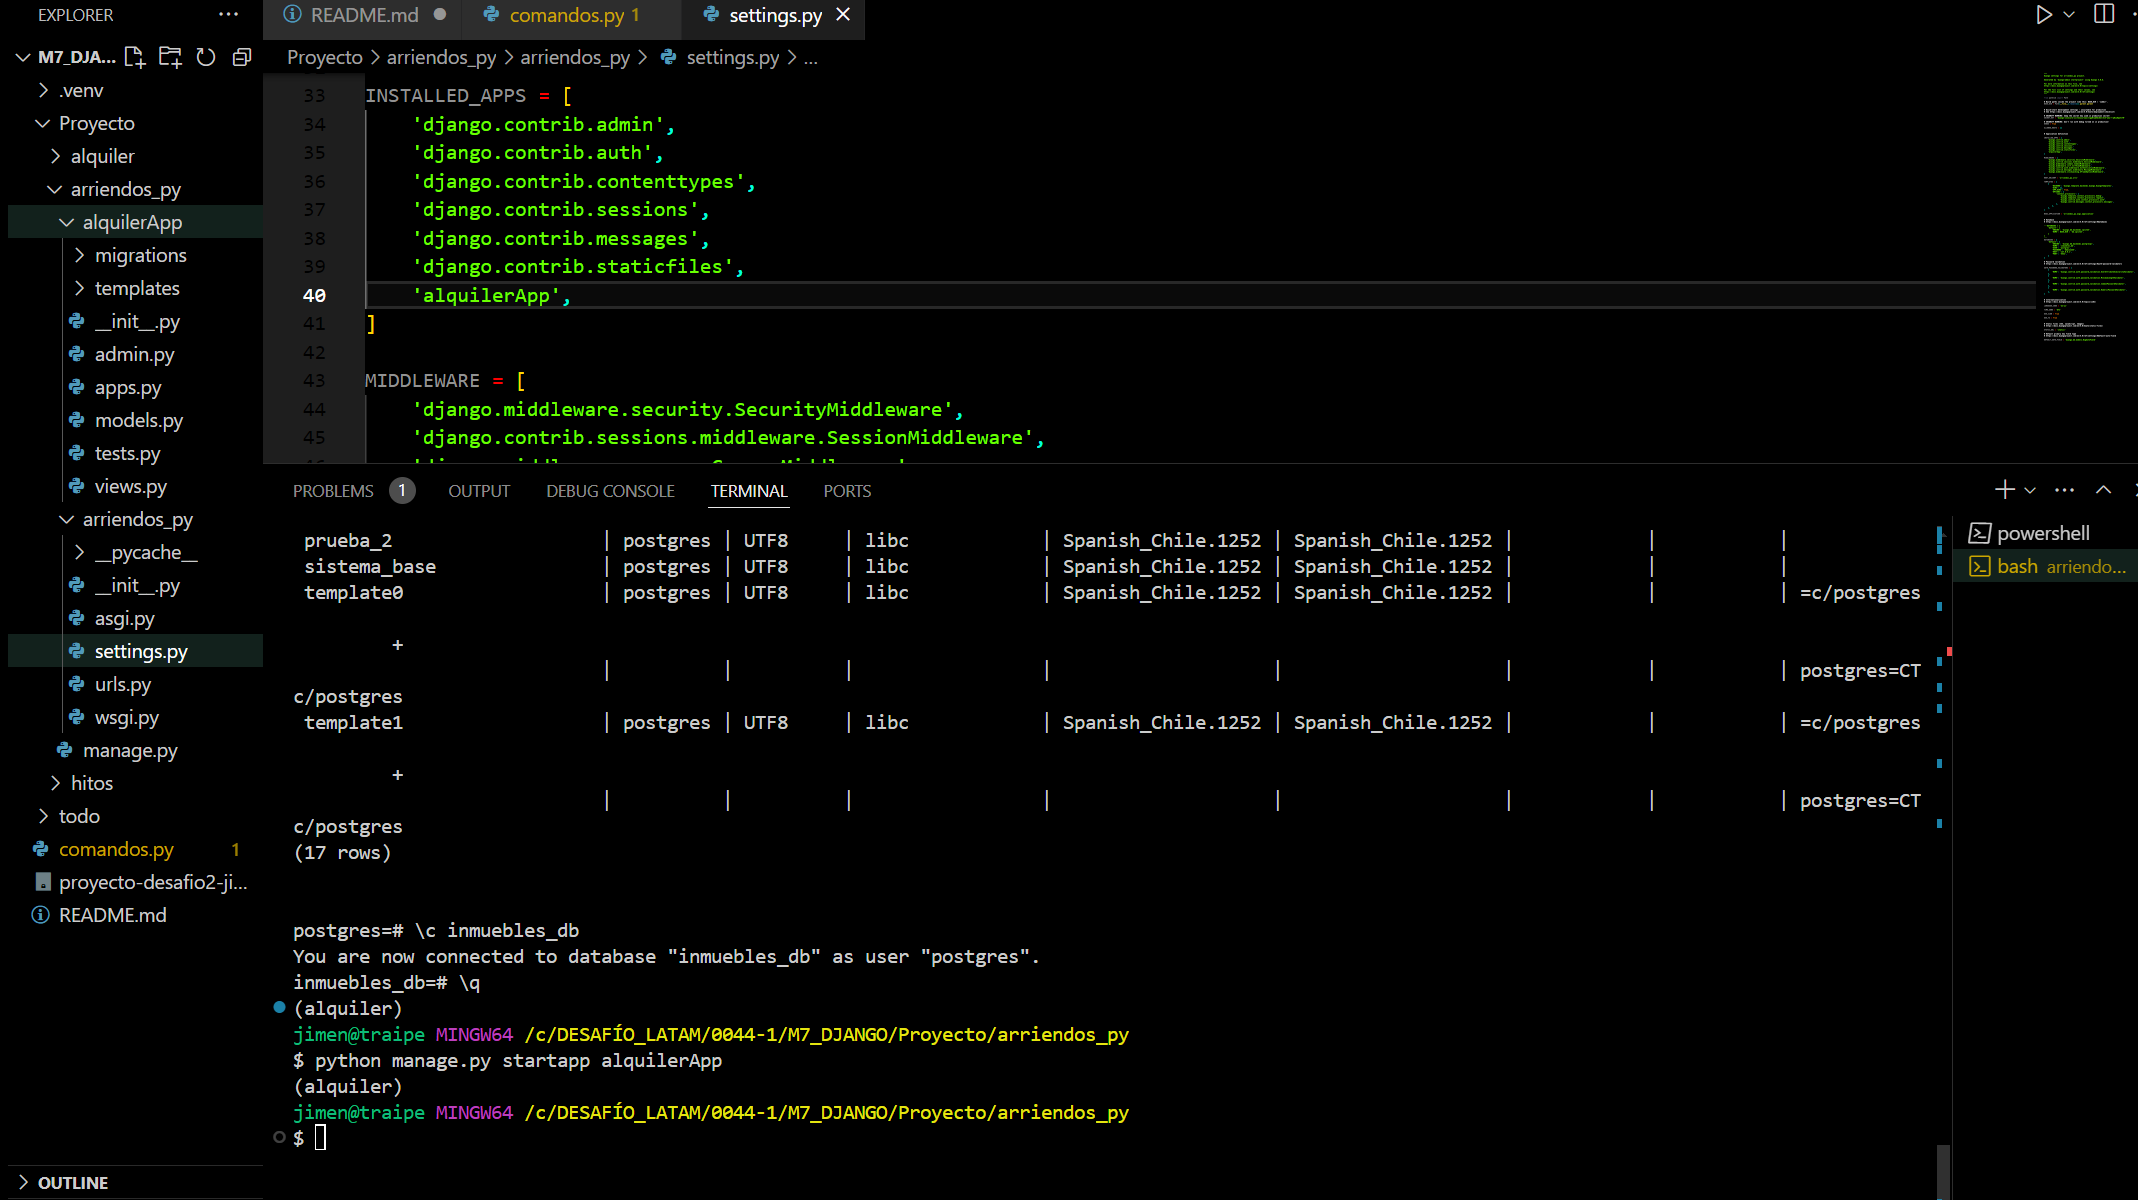 EXPLORER
M7_DJA...
.venv
Proyecto
alquiler
arriendos_py
alquilerApp
migrations
templates
__init__.py
admin.py
apps.py
models.py
tests.py
views.py
arriendos_py
__pycache__
__init__.py
asgi.py
settings.py
urls.py
wsgi.py
manage.py
hitos
todo
comandos.py 1
proyecto-desafio2-ji...
README.md
OUTLINE
README.md
comandos.py 1
settings.py
Proyecto > arriendos_py > arriendos_py > settings.py > ...
33 INSTALLED_APPS = [
34 'django.contrib.admin',
35 'django.contrib.auth',
36 'django.contrib.contenttypes',
37 'django.contrib.sessions',
38 'django.contrib.messages',
39 'django.contrib.staticfiles',
40 'alquilerApp',
41 ]
42
43 MIDDLEWARE = [
44 'django.middleware.security.SecurityMiddleware',
45 'django.contrib.sessions.middleware.SessionMiddleware',
PROBLEMS 1 OUTPUT DEBUG CONSOLE TERMINAL PORTS
prueba_2 | postgres | UTF8 | libc | Spanish_Chile.1252 | Spanish_Chile.1252 | | |
sistema_base | postgres | UTF8 | libc | Spanish_Chile.1252 | Spanish_Chile.1252 | | |
template0 | postgres | UTF8 | libc | Spanish_Chile.1252 | Spanish_Chile.1252 | | | =c/postgres
+
| | | | | | | | postgres=CT
c/postgres
template1 | postgres | UTF8 | libc | Spanish_Chile.1252 | Spanish_Chile.1252 | | | =c/postgres
+
| | | | | | | | postgres=CT
c/postgres
(17 rows)
postgres=# \c inmuebles_db
You are now connected to database "inmuebles_db" as user "postgres".
inmuebles_db=# \q
(alquiler)
jimen@traipe MINGW64 /c/DESAFÍO_LATAM/0044-1/M7_DJANGO/Proyecto/arriendos_py
$ python manage.py startapp alquilerApp
(alquiler)
jimen@traipe MINGW64 /c/DESAFÍO_LATAM/0044-1/M7_DJANGO/Proyecto/arriendos_py
$
powershell
bash arriendo...